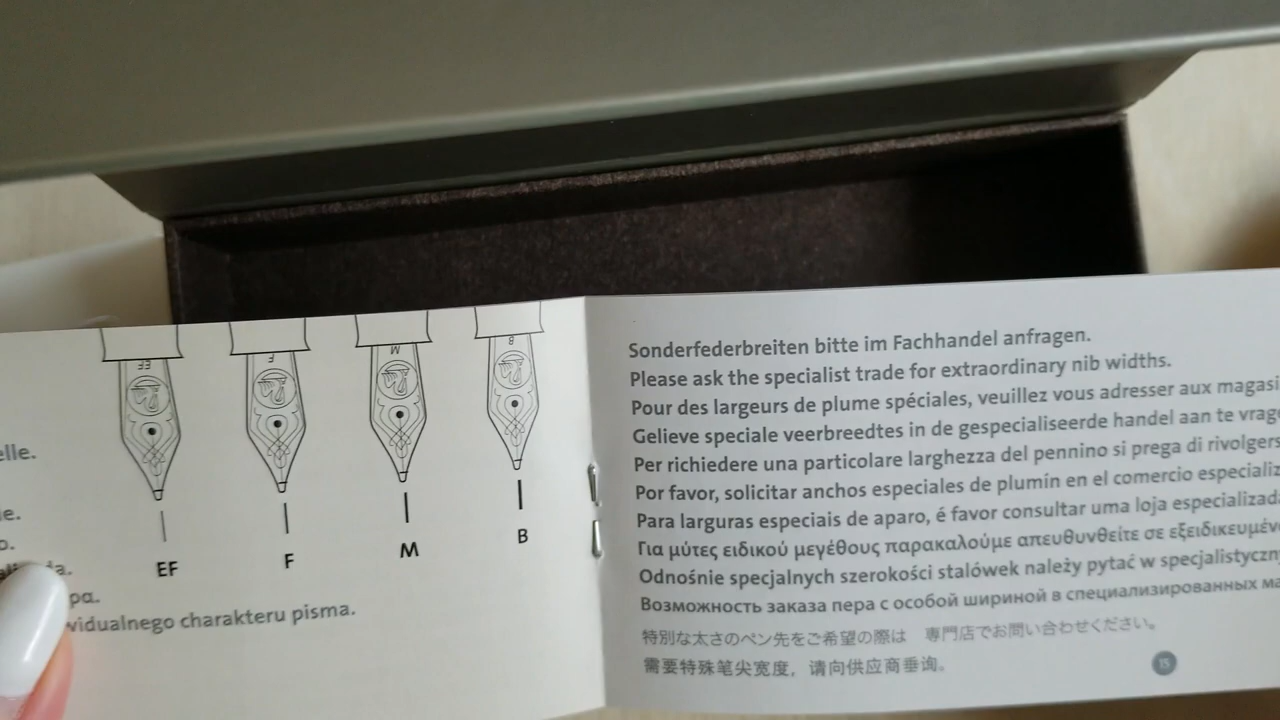 EF
F
M
B
EF
F
M
B
elle.
ie.
o.
ρα.
widualnego charakteru pisma.
Sonderfederbreiten bitte im Fachhandel anfragen.
Please ask the specialist trade for extraordinary nib widths.
Pour des largeurs de plume spéciales, veuillez vous adresser aux magasi
Gelieve speciale veerbreedtes in de gespecialiseerde handel aan te vrage
Per richiedere una particolare larghezza del pennino si prega di rivolgers
Por favor, solicitar anchos especiales de plumín en el comercio especializ
Para larguras especiais de aparo, é favor consultar uma loja especializada
Για μύτες ειδικού μεγέθους παρακαλούμε απευθυνθείτε σε εξειδικευμένο
Odnośnie specjalnych szerokości stalówek należy pytać w specjalistyczny
Возможность заказа пера с особой шириной в специализированных ма
特別な太さのペン先をご希望の際は 専門店でお問い合わせください。
需要特殊笔尖宽度，请向供应商垂询。
15